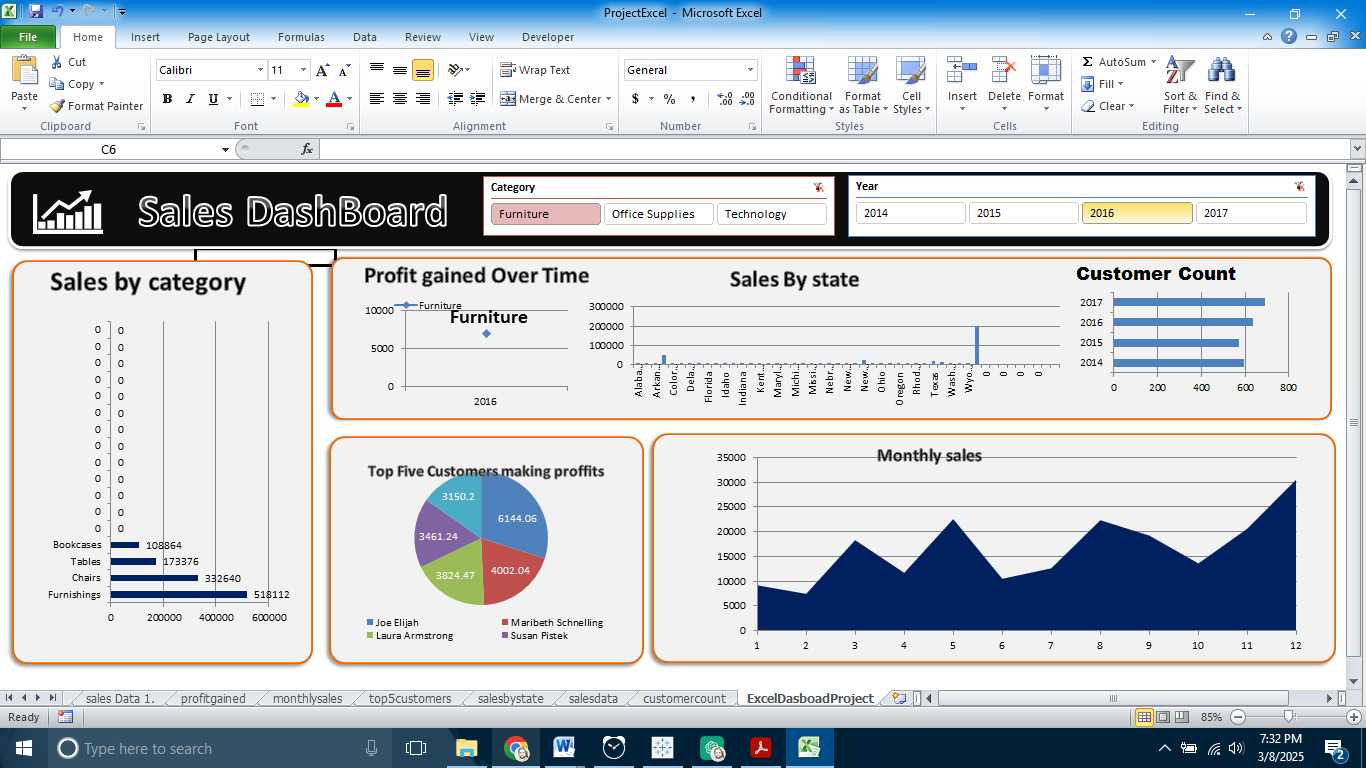 ProjectExcel - Microsoft Excel
File Home Insert Page Layout Formulas Data Review View Developer
Paste
Cut
Copy
Format Painter
Clipboard
Calibri 11
B I U
Font
Wrap Text
Merge & Center
Alignment
General
$ % ,
Number
Conditional Formatting
Format as Table
Cell Styles
Styles
Insert Delete Format
Cells
AutoSum
Fill
Clear
Sort & Filter
Find & Select
Editing
C6 fx
Sales DashBoard
Category
Furniture Office Supplies Technology
Year
2014 2015 2016 2017
Sales by category
0 0
0 0
0 0
0 0
0 0
0 0
0 0
0 0
0 0
0 0
0 0
0 0
0 0
Bookcases 108864
Tables 173376
Chairs 332640
Furnishings 518112
0 200000 400000 600000
Profit gained Over Time
Furniture
Furniture
10000
5000
0
2016
Sales By state
300000
200000
100000
0
Alaba...
Arkan...
Color...
Dela...
Florida
Idaho
Indiana
Kent...
Maryl...
Michi...
Missi...
Nebr...
New...
New...
Ohio
Oregon
Rhod...
Texas
Wash...
Wyo...
0
0
0
0
Customer Count
2017
2016
2015
2014
0 200 400 600 800
Top Five Customers making proffits
3150.2
6144.06
3461.24
4002.04
3824.47
Joe Elijah Maribeth Schnelling
Laura Armstrong Susan Pistek
Monthly sales
35000
30000
25000
20000
15000
10000
5000
0
1 2 3 4 5 6 7 8 9 10 11 12
sales Data 1. profitgained monthlysales top5customers salesbystate salesdata customercount ExcelDasboadProject
Ready 85%
Type here to search
7:32 PM
3/8/2025
2